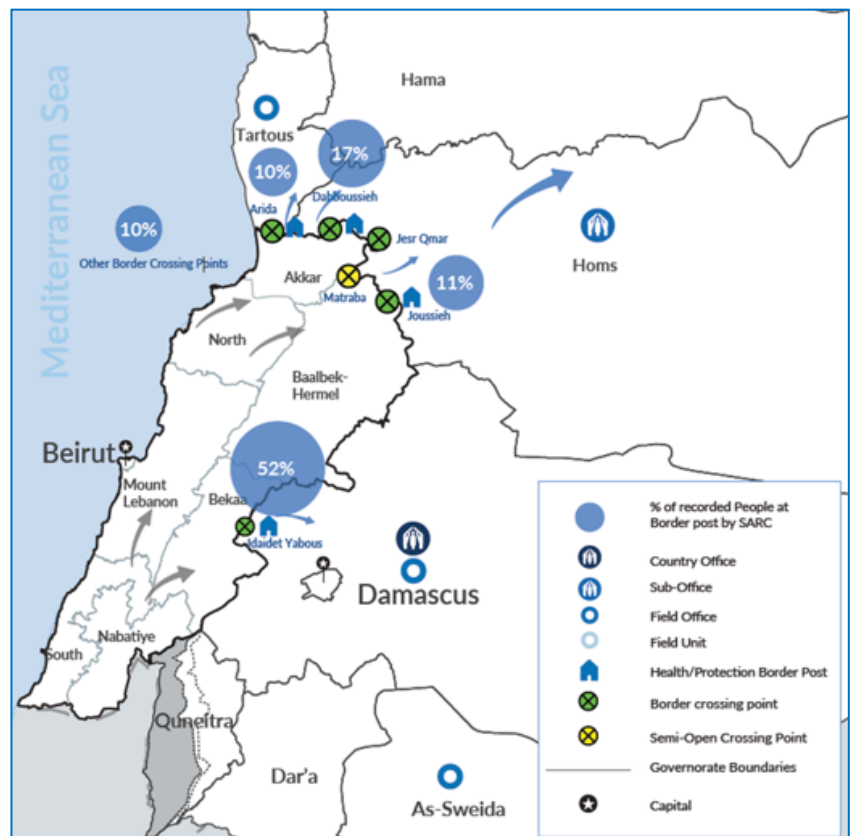 Mediterranean Sea
Hama
Tartous
17%
10%
Arida
Dabboussieh
10%
Other Border Crossing Points
Jesr Qmar
Homs
Akkar
Matraba
11%
Joussieh
North
Baalbek-
Hermel
Beirut
52%
Mount
Lebanon
Bekaa
Jdaidet Yabous
Damascus
Nabatiye
South
Quneitra
Dar'a
As-Sweida
% of recorded People at
Border post by SARC
Country Office
Sub-Office
Field Office
Field Unit
Health/Protection Border Post
Border crossing point
Semi-Open Crossing Point
Governorate Boundaries
Capital